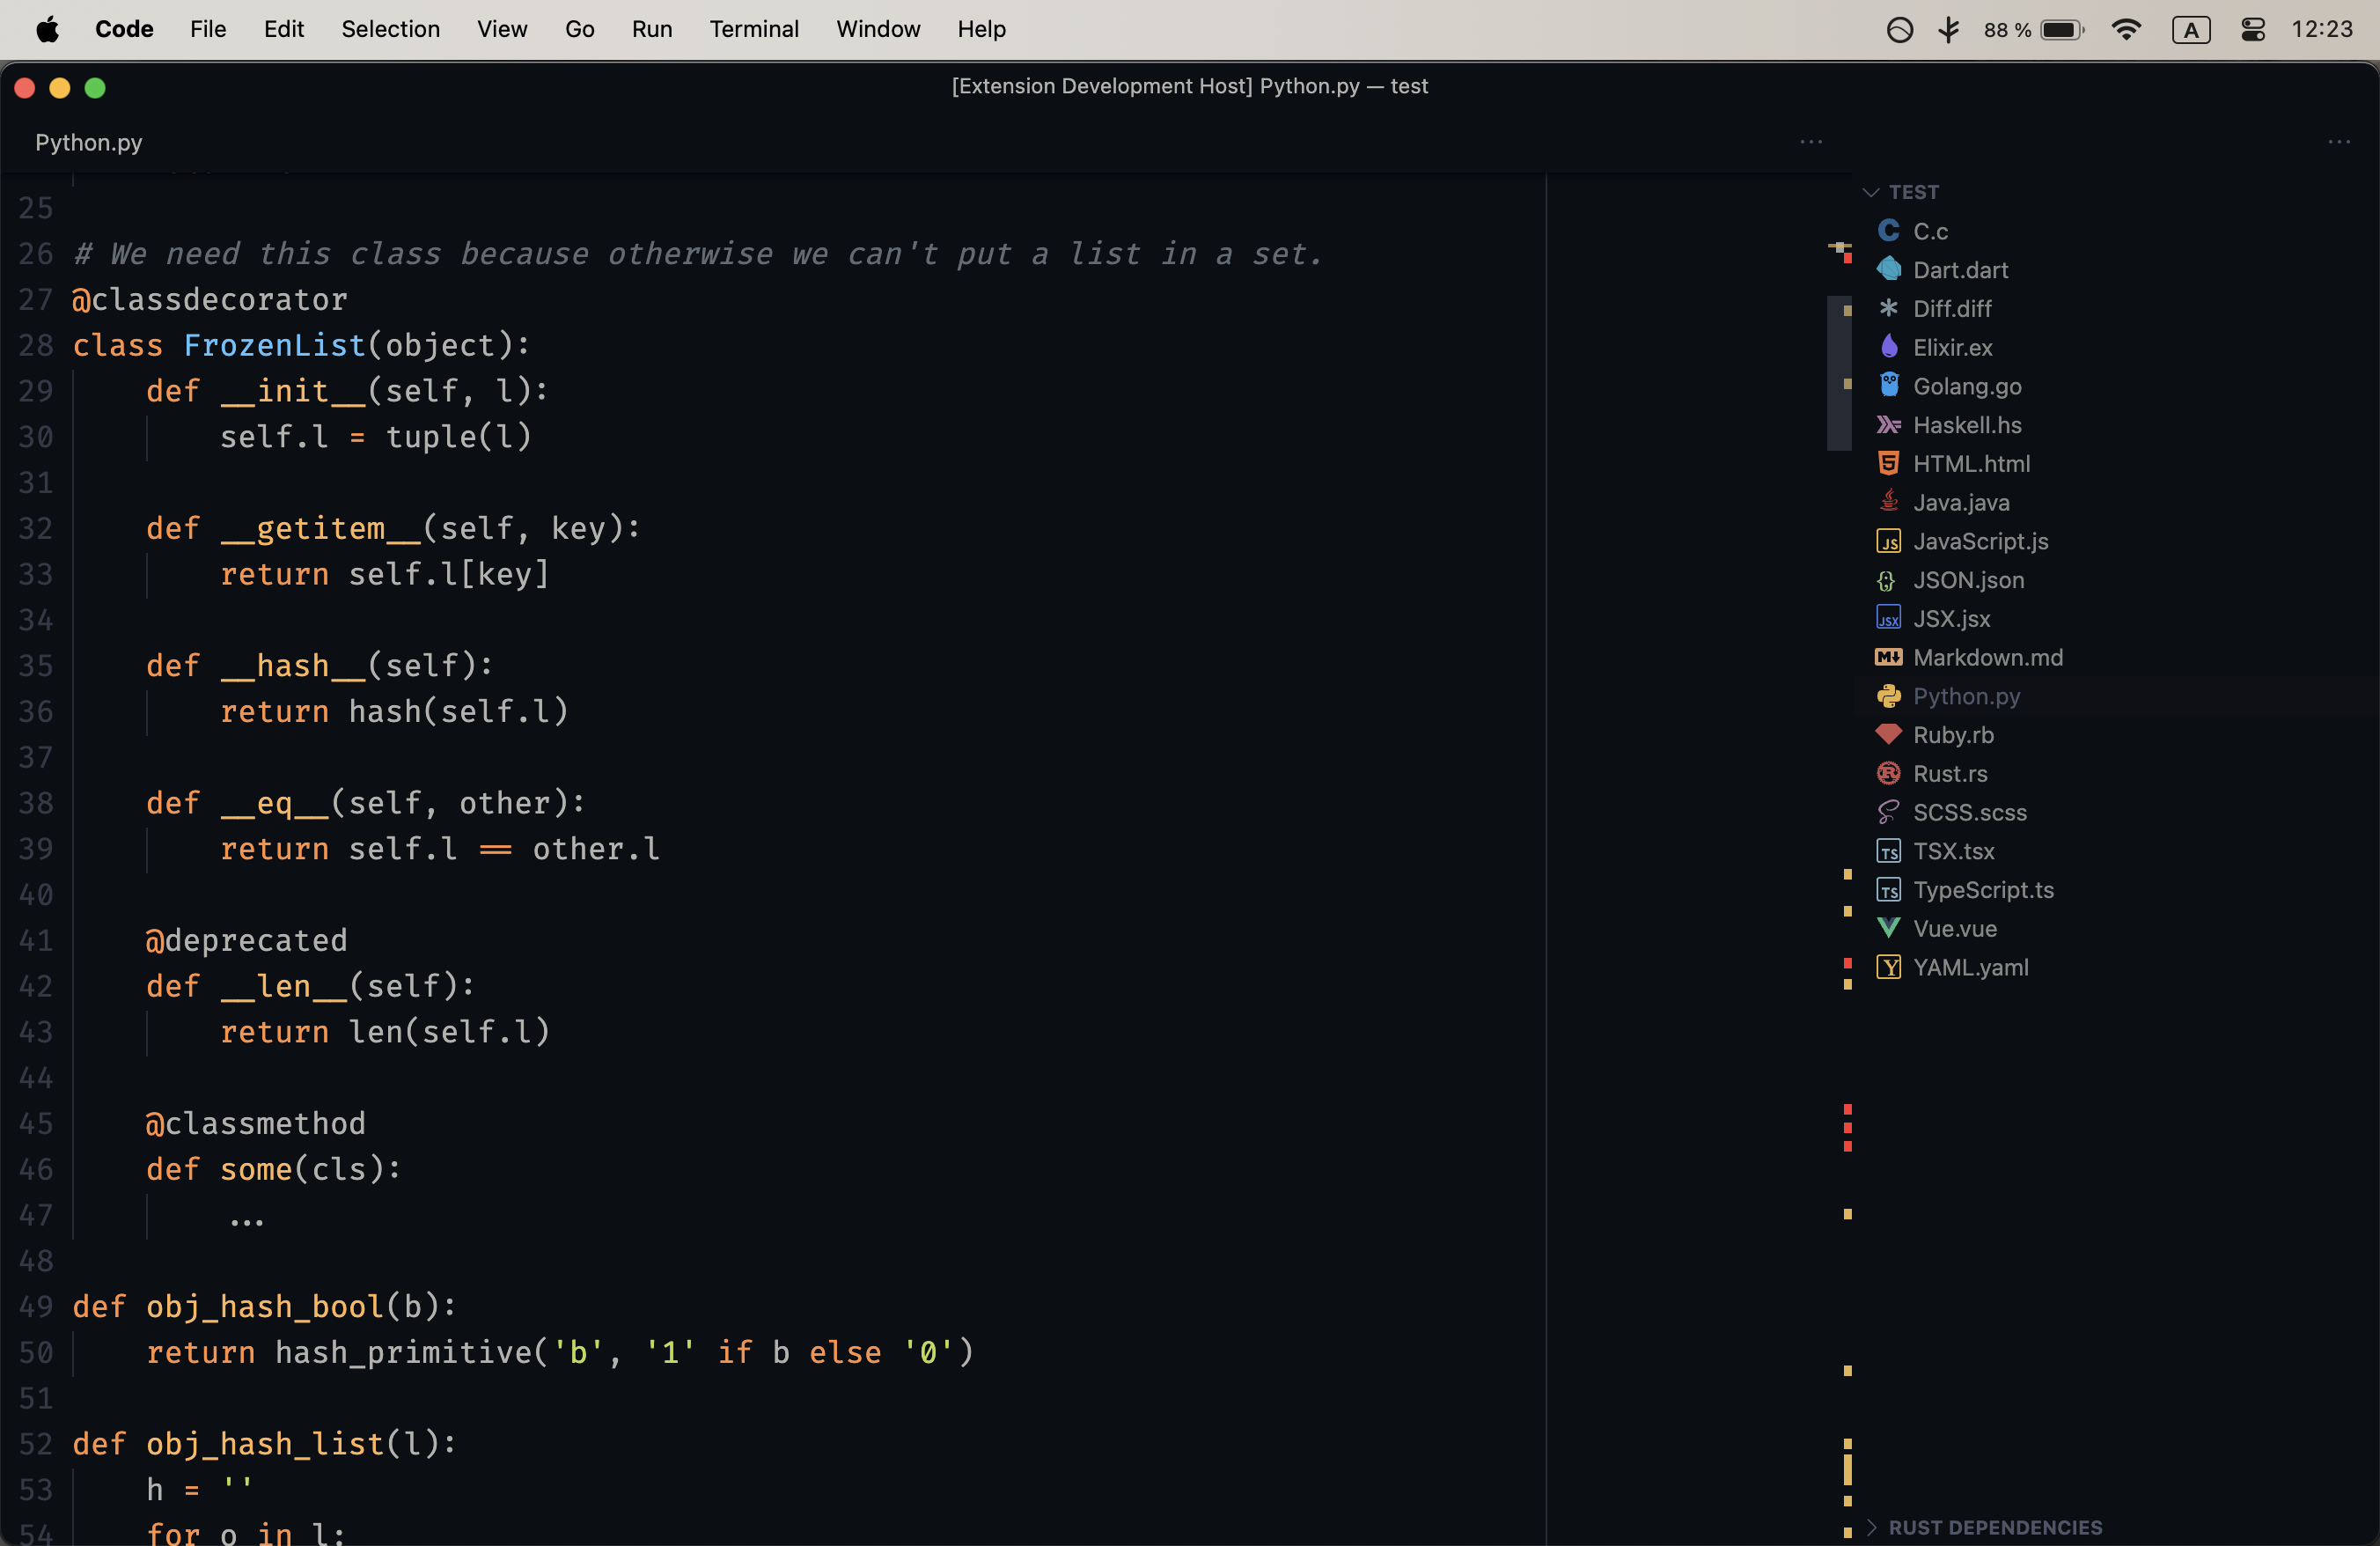 Code File Edit Selection View Go Run Terminal Window Help 88 % A 12:23
[Extension Development Host] Python.py — test
Python.py ··· ···
25
26 # We need this class because otherwise we can't put a list in a set.
27 @classdecorator
28 class FrozenList(object):
29     def __init__(self, l):
30         self.l = tuple(l)
31
32     def __getitem__(self, key):
33         return self.l[key]
34
35     def __hash__(self):
36         return hash(self.l)
37
38     def __eq__(self, other):
39         return self.l == other.l
40
41     @deprecated
42     def __len__(self):
43         return len(self.l)
44
45     @classmethod
46     def some(cls):
47         ...
48
49 def obj_hash_bool(b):
50     return hash_primitive('b', '1' if b else '0')
51
52 def obj_hash_list(l):
53     h = ''
54     for o in l:
TEST
C.c
Dart.dart
Diff.diff
Elixir.ex
Golang.go
Haskell.hs
HTML.html
Java.java
JS JavaScript.js
JSON.json
JSX JSX.jsx
Markdown.md
Python.py
Ruby.rb
Rust.rs
SCSS.scss
TS TSX.tsx
TS TypeScript.ts
Vue.vue
Y YAML.yaml
RUST DEPENDENCIES